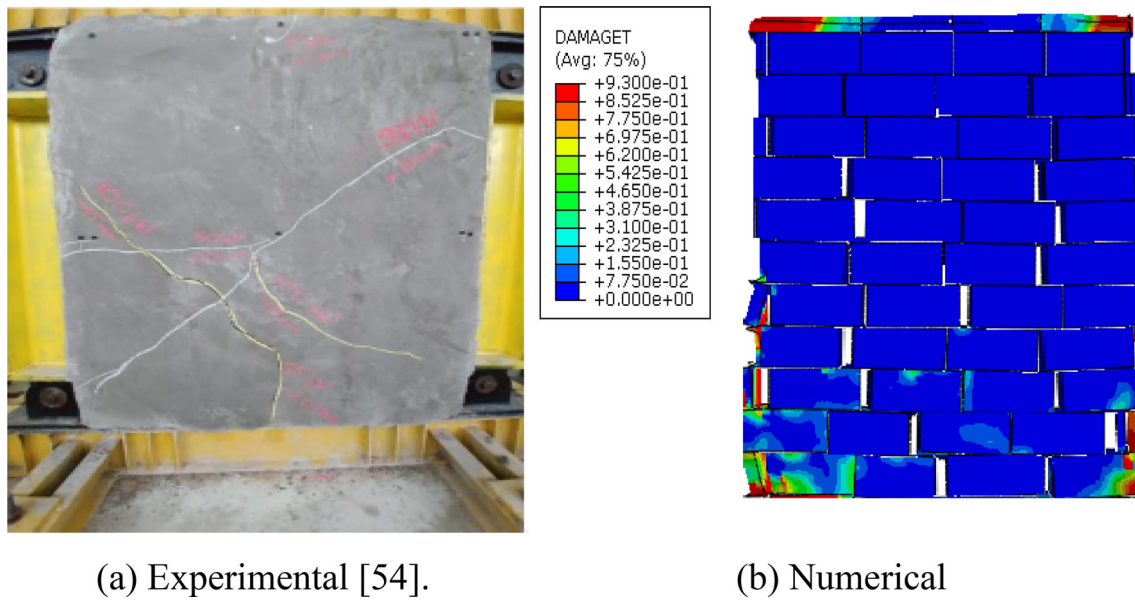 DAMAGET
(Avg: 75%)
+9.300e-01
+8.525e-01
+7.750e-01
+6.975e-01
+6.200e-01
+5.425e-01
+4.650e-01
+3.875e-01
+3.100e-01
+2.325e-01
+1.550e-01
+7.750e-02
+0.000e+00
(a) Experimental [54].
(b) Numerical